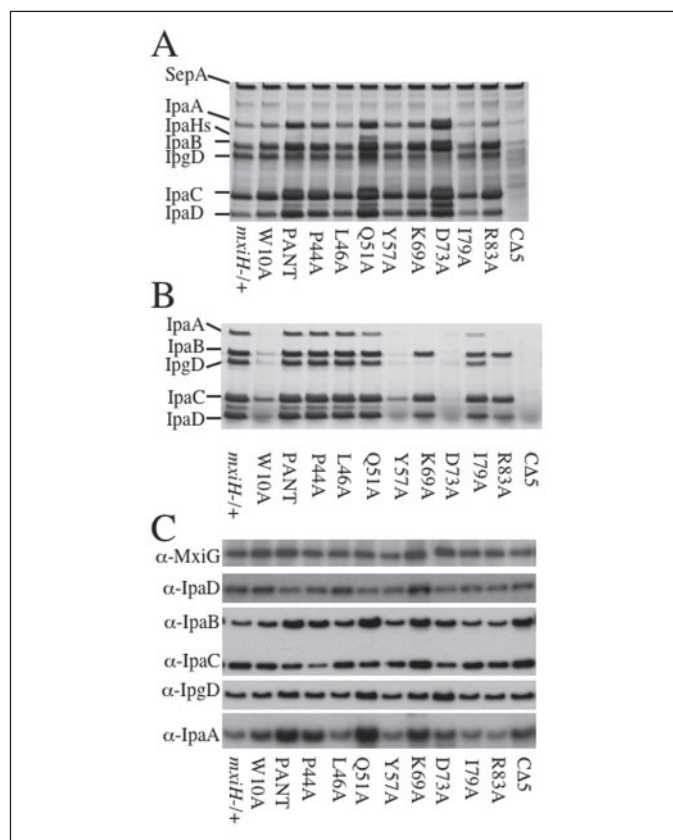 A
SepA
IpaA
IpaHs
IpaB
IpgD
IpaC
IpaD
mxiH-/+
W10A
PANT
P44A
L46A
Q51A
Y57A
K69A
D73A
I79A
R83A
CΔ5
B
IpaA
IpaB
IpgD
IpaC
IpaD
mxiH-/+
W10A
PANT
P44A
L46A
Q51A
Y57A
K69A
D73A
I79A
R83A
CΔ5
C
α-MxiG
α-IpaD
α-IpaB
α-IpaC
α-IpgD
α-IpaA
mxiH-/+
W10A
PANT
P44A
L46A
Q51A
Y57A
K69A
D73A
I79A
R83A
CΔ5